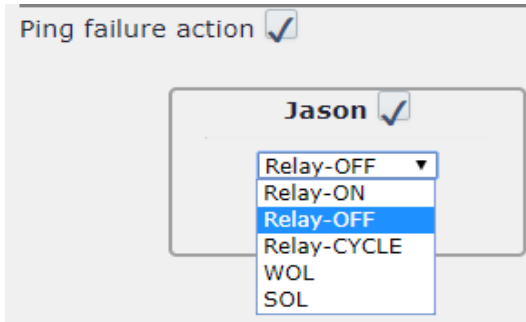 Ping failure action
Jason
Relay-OFF
Relay-ON
Relay-OFF
Relay-CYCLE
WOL
SOL